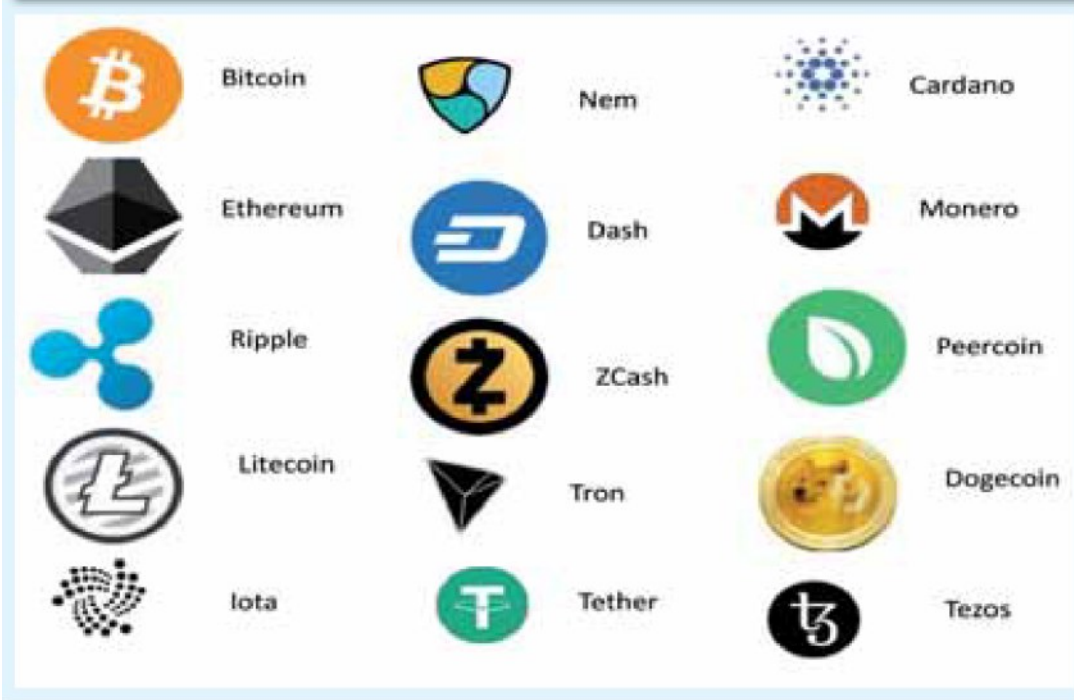 Bitcoin
Ethereum
Ripple
Litecoin
Iota
Nem
Dash
ZCash
Tron
Tether
Cardano
Monero
Peercoin
Dogecoin
Tezos